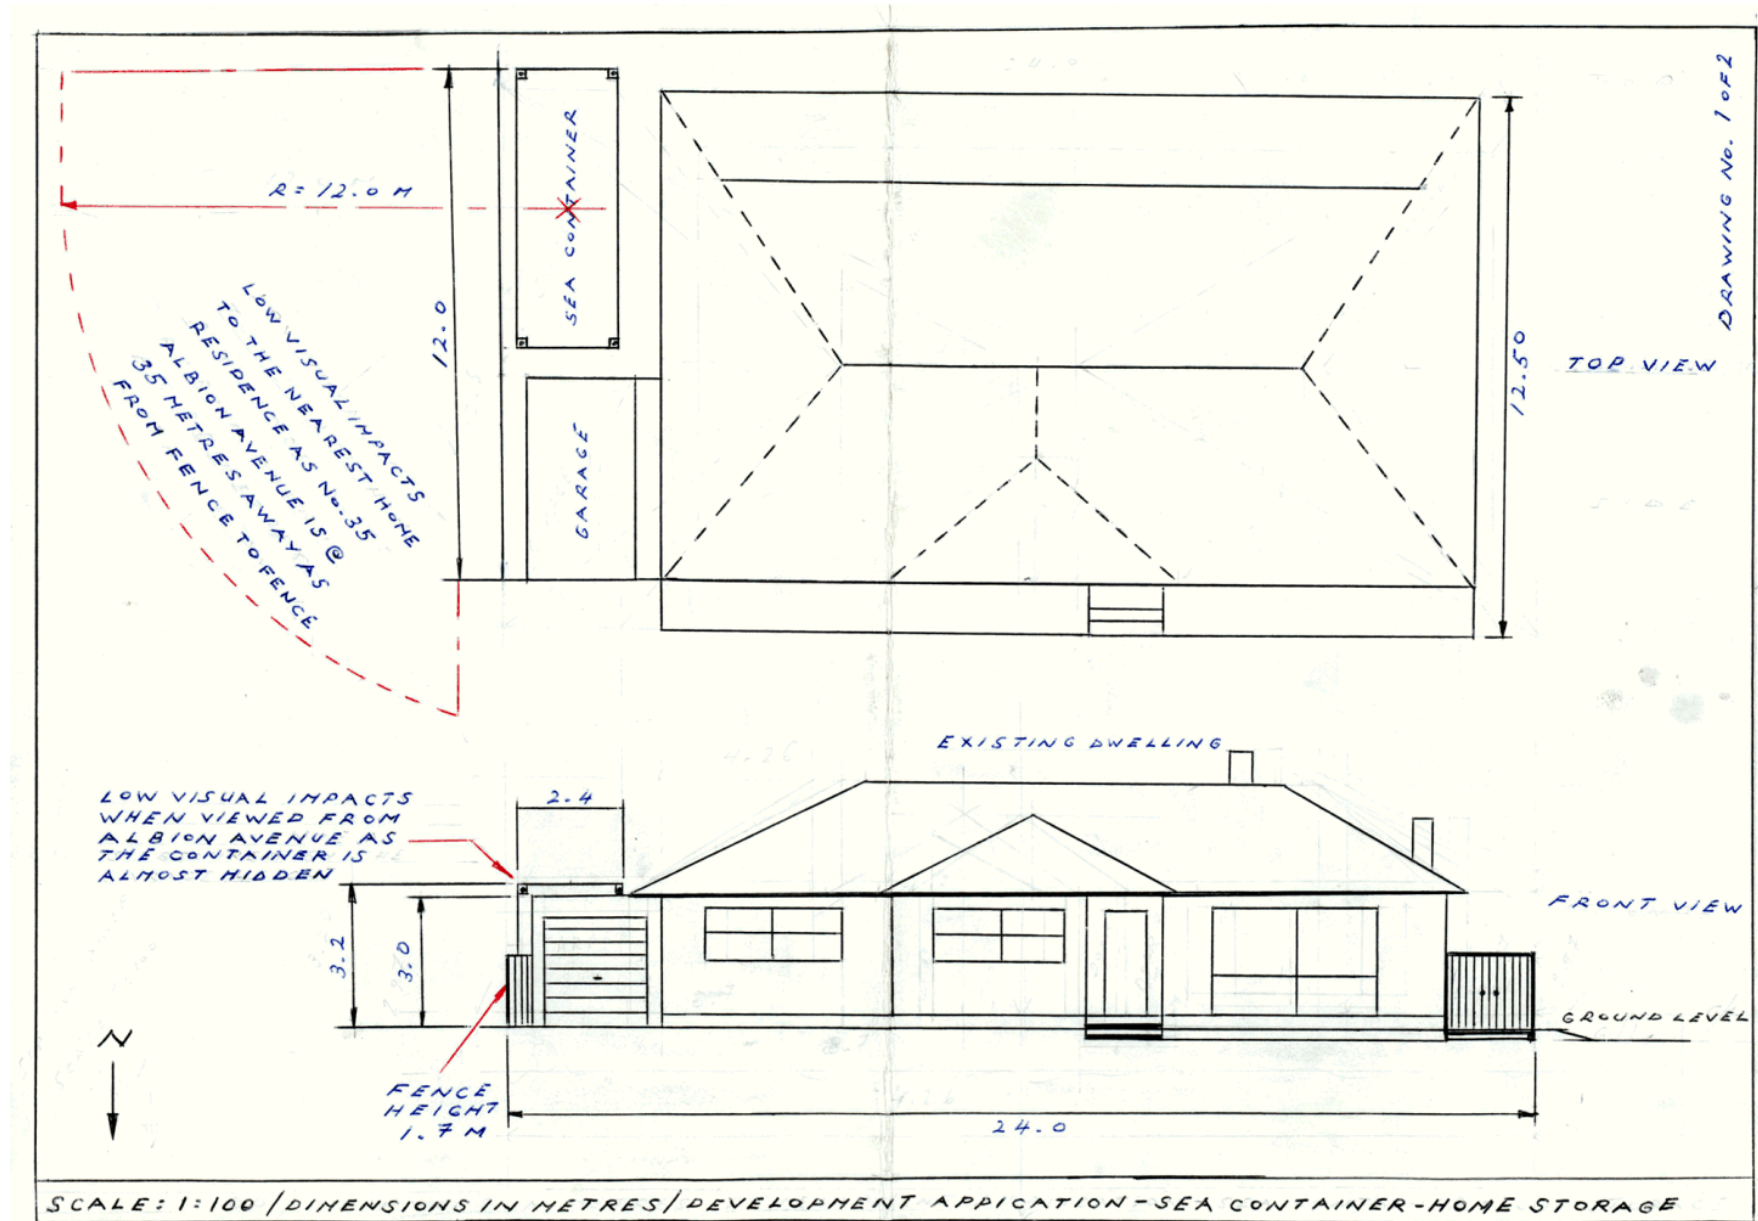 DRAWING No. 1 OF 2
SEA CONTAINER
R = 12.0 M
12.0
LOW VISUAL IMPACTS
TO THE NEAREST HOME
RESIDENCE AS No. 35
ALBION AVENUE IS @
35 METRES AWAY AS
FROM FENCE TO FENCE
GARAGE
12.50
TOP VIEW
EXISTING DWELLING
LOW VISUAL IMPACTS
WHEN VIEWED FROM
ALBION AVENUE AS
THE CONTAINER IS
ALMOST HIDDEN
2.4
3.2
3.0
FRONT VIEW
GROUND LEVEL
N
FENCE
HEIGHT
1.7 M
24.0
SCALE: 1:100 / DIMENSIONS IN METRES / DEVELOPMENT APPICATION - SEA CONTAINER - HOME STORAGE